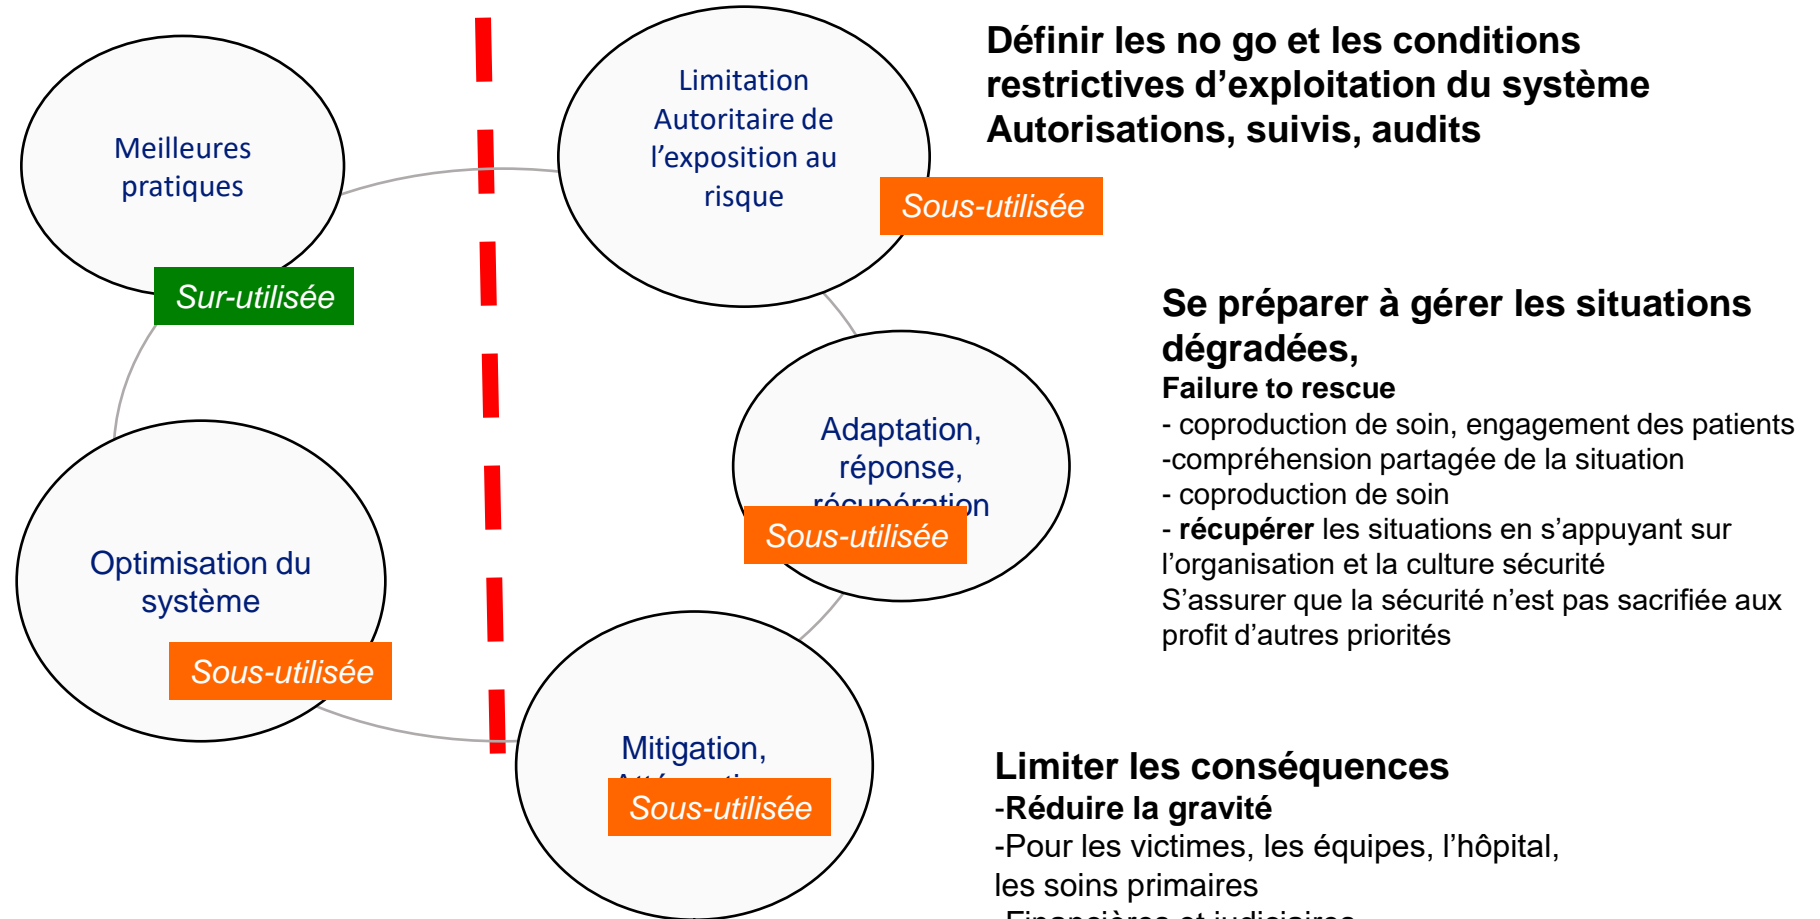 Meilleures
pratiques
Sur-utilisée
Limitation
Autoritaire de
l’exposition au
risque
Sous-utilisée
Définir les no go et les conditions
restrictives d’exploitation du système
Autorisations, suivis, audits
Adaptation,
réponse,
récupération
Sous-utilisée
Se préparer à gérer les situations
dégradées,
Failure to rescue
- coproduction de soin, engagement des patients
-compréhension partagée de la situation
- coproduction de soin
- récupérer les situations en s’appuyant sur
l’organisation et la culture sécurité
S’assurer que la sécurité n’est pas sacrifiée aux
profit d’autres priorités
Optimisation du
système
Sous-utilisée
Mitigation,
Sous-utilisée
Limiter les conséquences
-Réduire la gravité
-Pour les victimes, les équipes, l’hôpital,
les soins primaires
-Financières et judiciaires